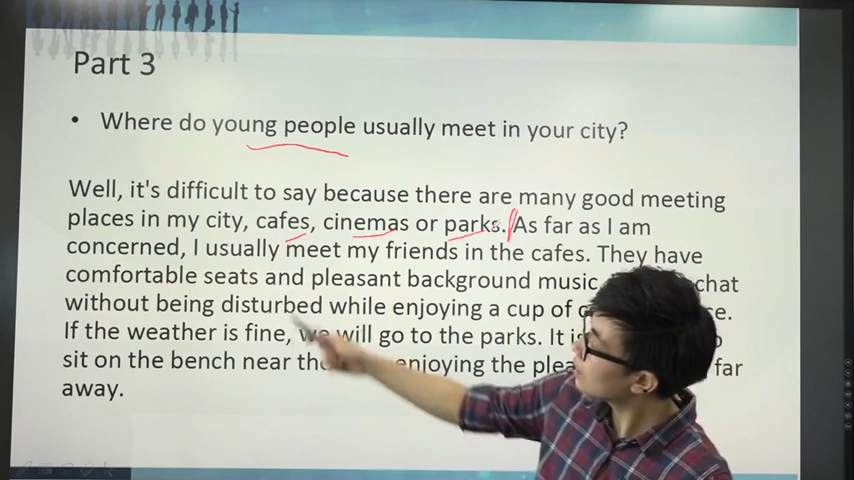 Part 3
• Where do young people usually meet in your city?
Well, it's difficult to say because there are many good meeting
places in my city, cafes, cinemas or parks. As far as I am
concerned, I usually meet my friends in the cafes. They have
comfortable seats and pleasant background music chat
without being disturbed while enjoying a cup of
If the weather is fine, we will go to the parks. It
sit on the bench near the enjoying the far
away.